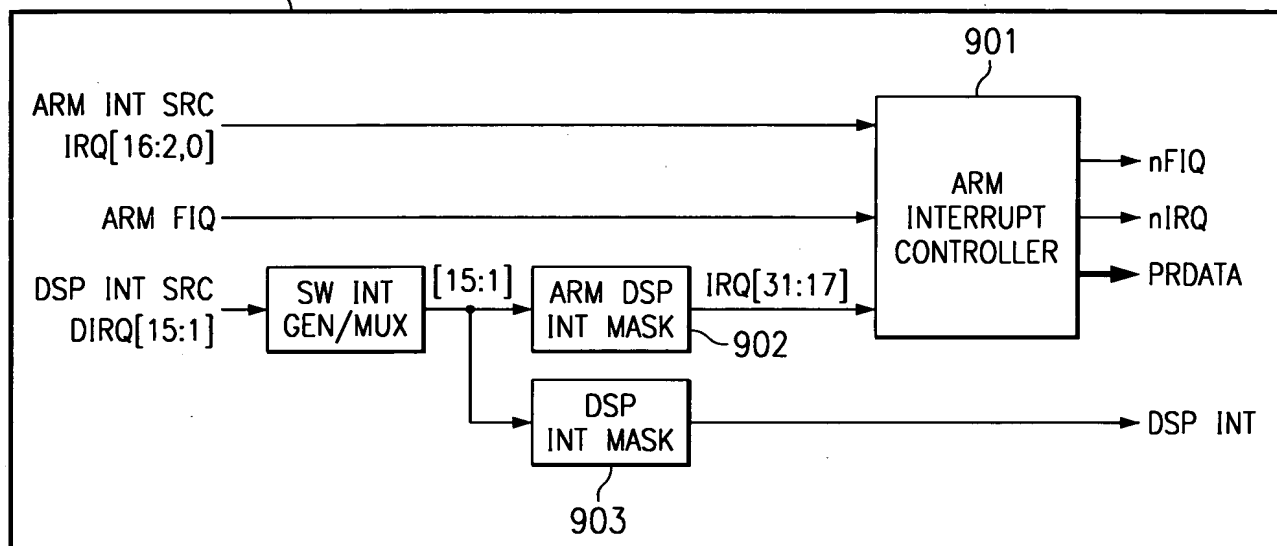 901
ARM INT SRC
IRQ[16:2,0]
nFIQ
ARM FIQ
ARM
INTERRUPT
CONTROLLER
nIRQ
DSP INT SRC
DIRQ[15:1]
SW INT
GEN/MUX
[15:1]
ARM DSP
INT MASK
IRQ[31:17]
PRDATA
902
DSP
INT MASK
DSP INT
903